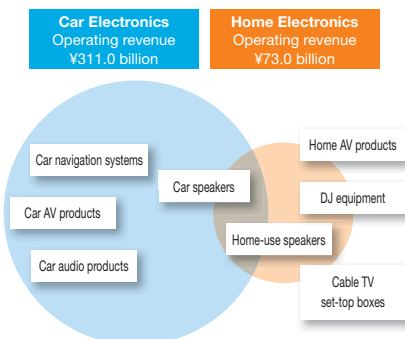 Car Electronics
Operating revenue
¥311.0 billion
Home Electronics
Operating revenue
¥73.0 billion
Car navigation systems
Car AV products
Car audio products
Car speakers
Home-use speakers
Home AV products
DJ equipment
Cable TV
set-top boxes